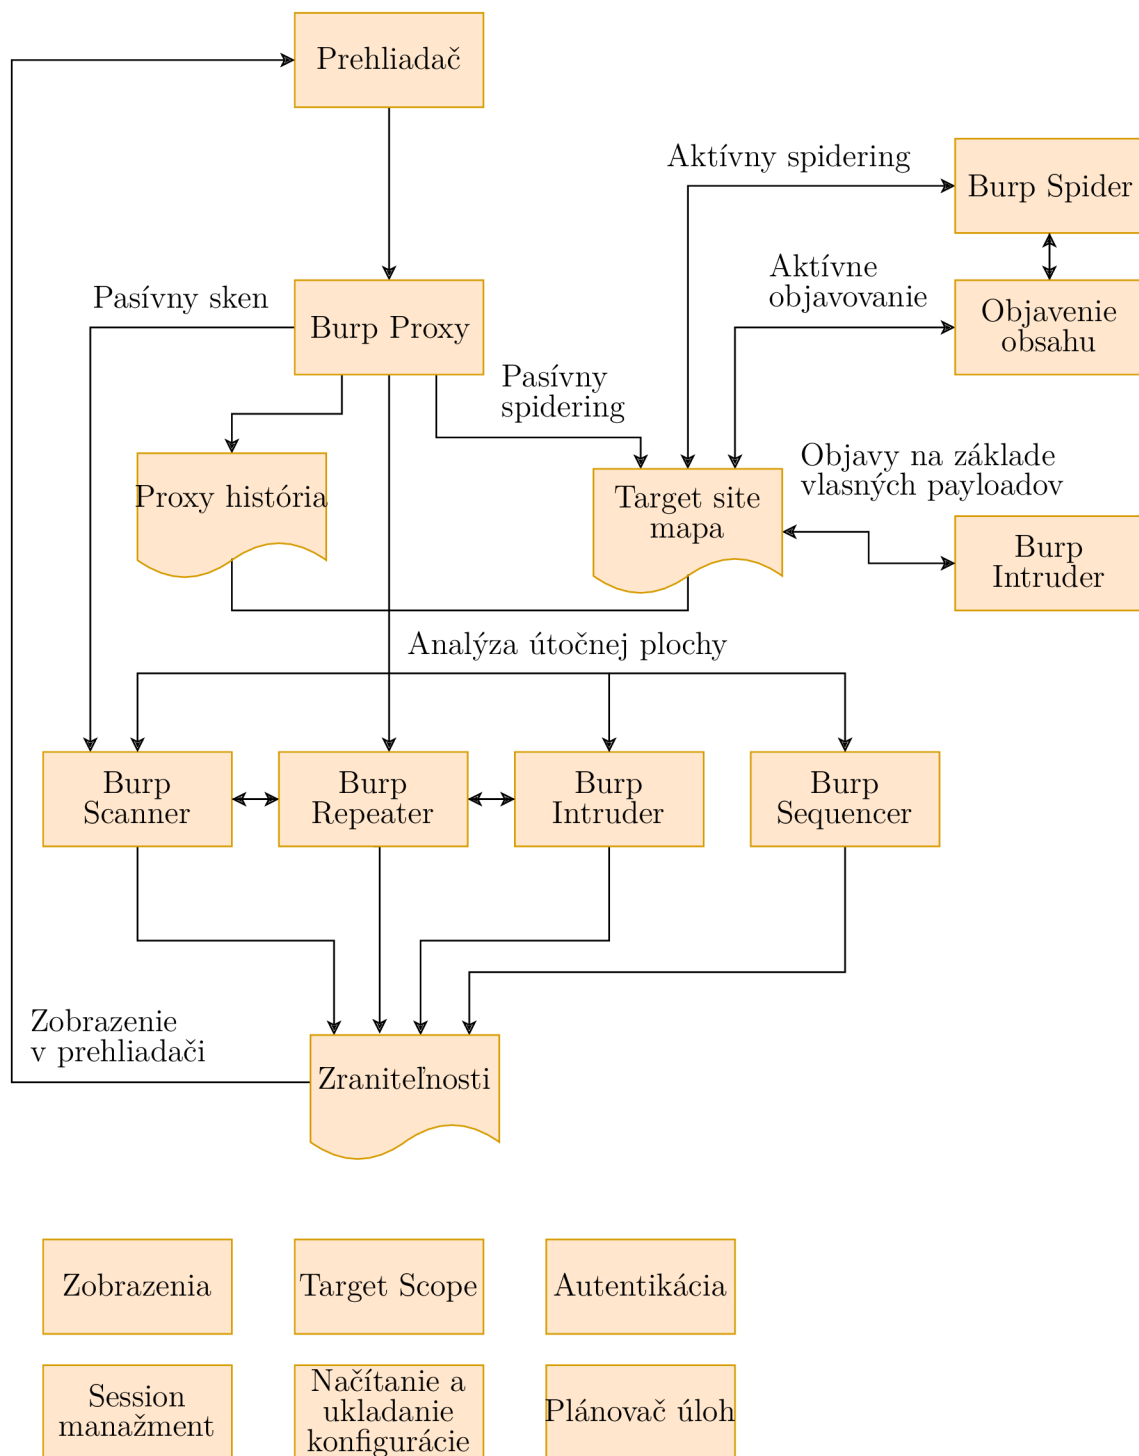 Prehliadač
Aktívny spidering
Burp Spider
Aktívne
objavovanie
Objavenie
obsahu
Pasívny sken
Burp Proxy
Pasívny
spidering
Proxy história
Target site
mapa
Objavy na základe
vlasných payloadov
Burp
Intruder
Analýza útočnej plochy
Burp
Scanner
Burp
Repeater
Burp
Intruder
Burp
Sequencer
Zobrazenie
v prehliadači
Zraniteľnosti
Zobrazenia
Target Scope
Autentikácia
Session
manažment
Načítanie a
ukladanie
konfigurácie
Plánovač úloh